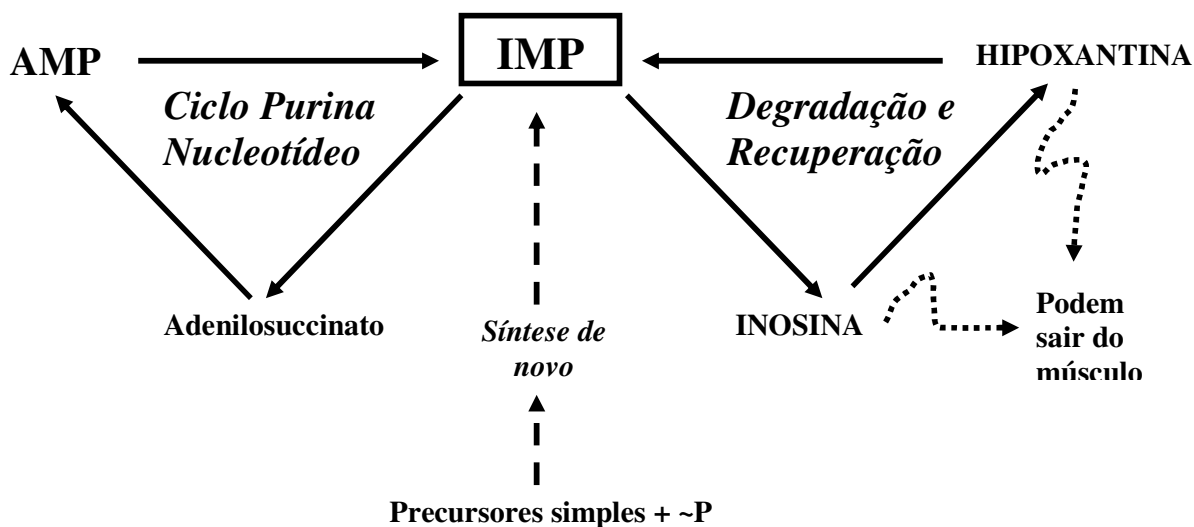 AMP
IMP
HIPOXANTINA
Ciclo Purina
Nucleotídeo
Degradação e
Recuperação
Adenilosuccinato
Síntese de
novo
INOSINA
Podem
sair do
músculo
Precursores simples + ~P